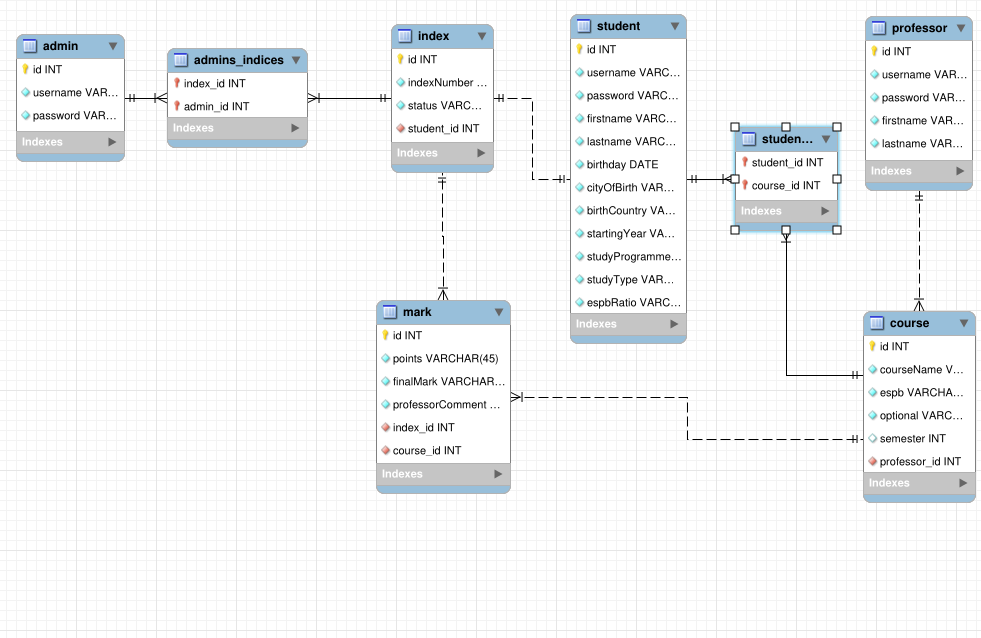 admin
id INT
username VAR...
password VAR...
Indexes
admins_indices
index_id INT
admin_id INT
Indexes
index
id INT
indexNumber ...
status VARC...
student_id INT
Indexes
student
id INT
username VARC...
password VARC...
firstname VARC...
lastname VARC...
birthday DATE
cityOfBirth VAR...
birthCountry VA...
startingYear VA...
studyProgramme...
studyType VAR...
espbRatio VARC...
Indexes
studen...
student_id INT
course_id INT
Indexes
professor
id INT
username VAR...
password VAR...
firstname VAR...
lastname VAR...
Indexes
mark
id INT
points VARCHAR(45)
finalMark VARCHAR...
professorComment ...
index_id INT
course_id INT
Indexes
course
id INT
courseName V...
espb VARCHA...
optional VARC...
semester INT
professor_id INT
Indexes